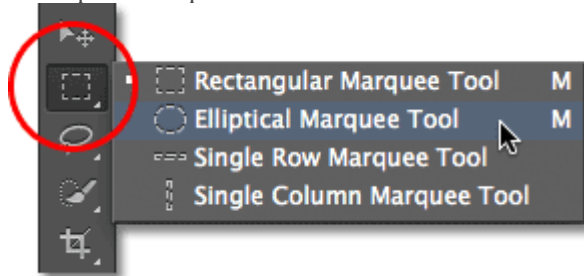 Rectangular Marquee Tool M
Elliptical Marquee Tool M
Single Row Marquee Tool
Single Column Marquee Tool